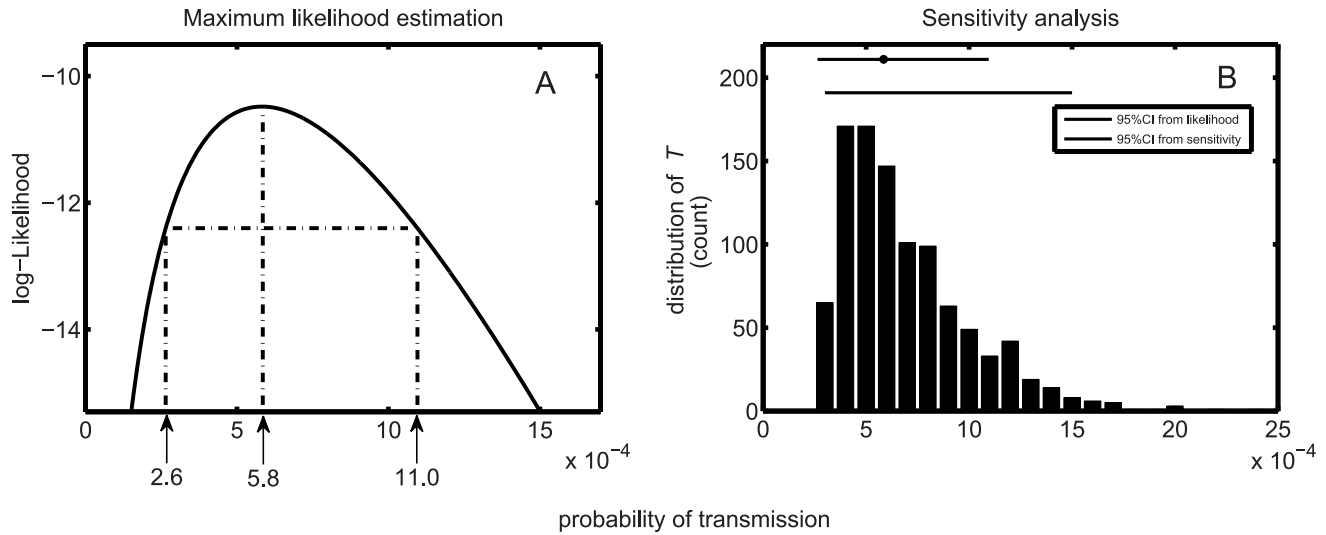 Maximum likelihood estimation
A
log−Likelihood
−10
−12
−14
0 5 10 15
x 10⁻⁴
2.6 5.8 11.0
Sensitivity analysis
B
95%CI from likelihood
95%CI from sensitivity
distribution of T
(count)
200
150
100
50
0
0 5 10 15 20 25
x 10⁻⁴
probability of transmission